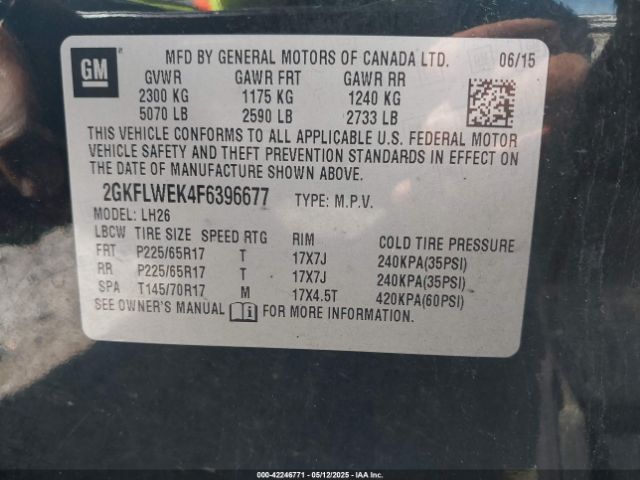 GM
MFD BY GENERAL MOTORS OF CANADA LTD. 06/15
GVWR GAWR FRT GAWR RR
2300 KG 1175 KG 1240 KG
5070 LB 2590 LB 2733 LB
THIS VEHICLE CONFORMS TO ALL APPLICABLE U.S. FEDERAL MOTOR
VEHICLE SAFETY AND THEFT PREVENTION STANDARDS IN EFFECT ON
THE DATE OF MANUFACTURE SHOWN ABOVE.
2GKFLWEK4F6396677 TYPE: M.P.V.
MODEL: LH26
LBCW TIRE SIZE SPEED RTG RIM COLD TIRE PRESSURE
FRT P225/65R17 T 17X7J 240KPA(35PSI)
RR P225/65R17 T 17X7J 240KPA(35PSI)
SPA T145/70R17 M 17X4.5T 420KPA(60PSI)
SEE OWNER'S MANUAL FOR MORE INFORMATION.
000-42246771 - 05/12/2025 - IAAI.COM